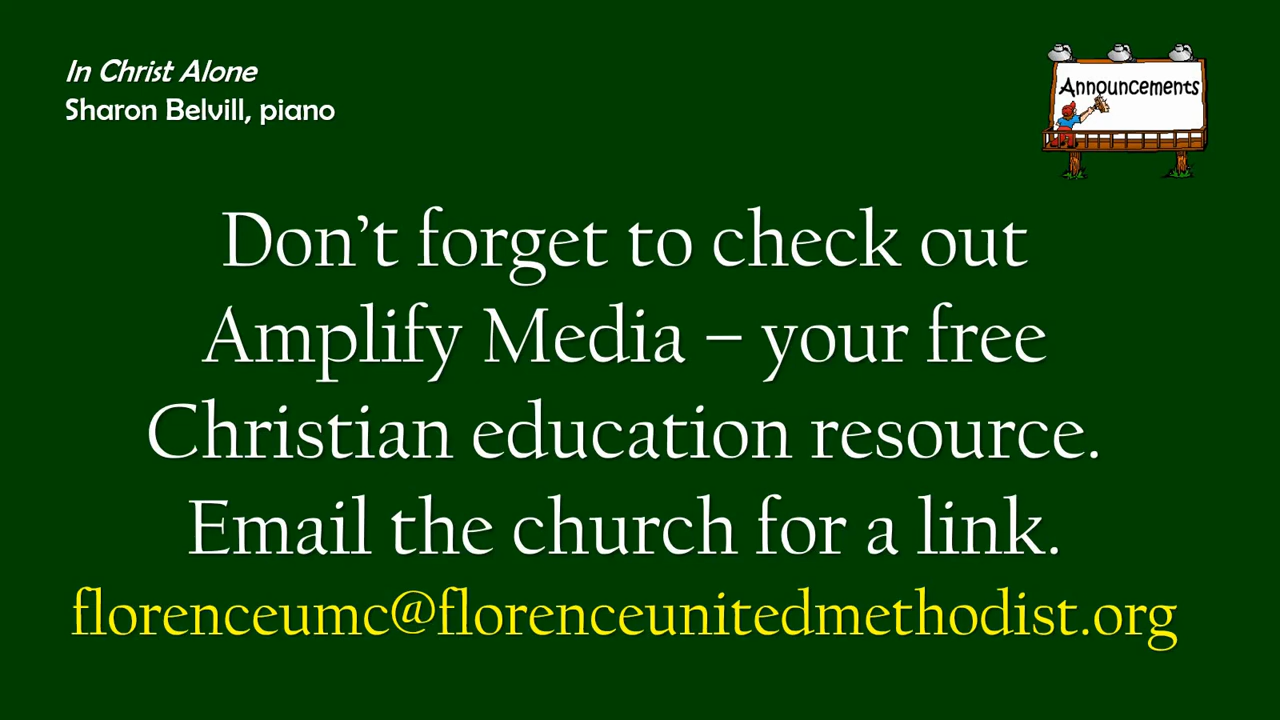 In Christ Alone
Sharon Belvill, piano
Announcements
Don’t forget to check out
Amplify Media – your free
Christian education resource.
Email the church for a link.
florenceumc@florenceunitedmethodist.org